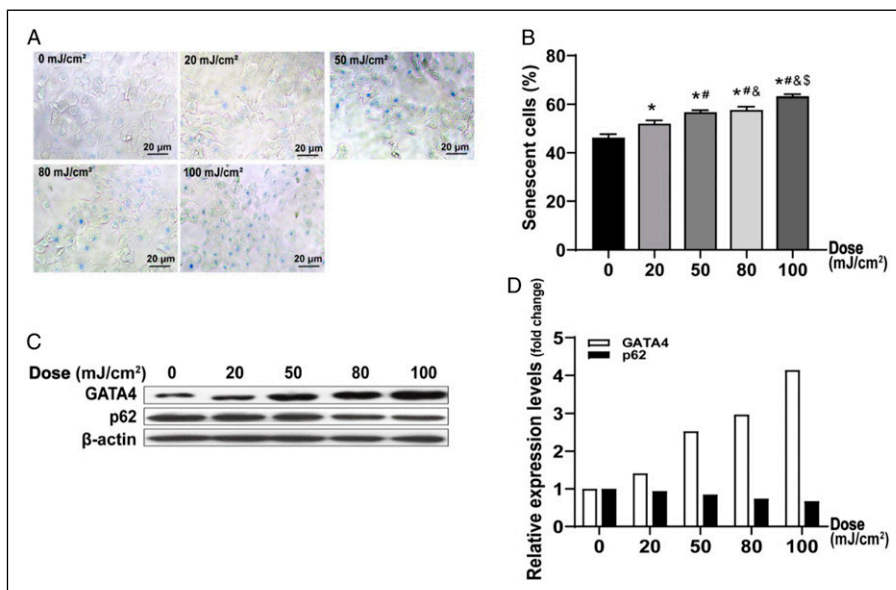 A
0 mJ/cm²
20 mJ/cm²
50 mJ/cm²
20 µm
20 µm
20 µm
80 mJ/cm²
100 mJ/cm²
20 µm
20 µm
B
Senescent cells (%)
80
60
40
20
0
*
*#
*#&
*#&$
0 20 50 80 100
Dose
(mJ/cm²)
C
Dose (mJ/cm²) 0 20 50 80 100
GATA4
p62
β-actin
D
Relative expression levels (fold change)
5
4
3
2
1
0
GATA4
p62
0 20 50 80 100
Dose
(mJ/cm²)